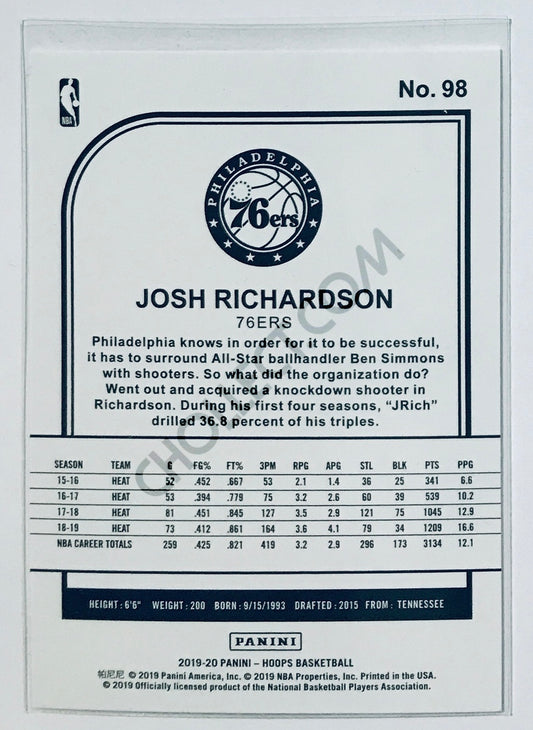 No. 98
NBA
PHILADELPHIA
76ers
JOSH RICHARDSON
76ERS
Philadelphia knows in order for it to be successful,
it has to surround All-Star ballhandler Ben Simmons
with shooters. So what did the organization do?
Went out and acquired a knockdown shooter in
Richardson. During his first four seasons, “JRich”
drilled 36.8 percent of his triples.
CHOLLECT.COM
SEASON TEAM G FG% FT% 3PM RPG APG STL BLK PTS PPG
15-16 HEAT 52 .452 .667 53 2.1 1.4 36 25 341 6.6
16-17 HEAT 53 .394 .779 75 3.2 2.6 60 39 539 10.2
17-18 HEAT 81 .451 .845 127 3.5 2.9 121 75 1045 12.9
18-19 HEAT 73 .412 .861 164 3.6 4.1 79 34 1209 16.6
NBA CAREER TOTALS 259 .425 .821 419 3.2 2.9 296 173 3134 12.1
HEIGHT: 6'6" WEIGHT: 200 BORN: 9/15/1993 DRAFTED: 2015 FROM: TENNESSEE
PANINI
2019-20 PANINI – HOOPS BASKETBALL
帕尼尼 © 2019 Panini America, Inc. © 2019 NBA Properties, Inc. Printed in the USA.
© 2019 Officially licensed product of the National Basketball Players Association.